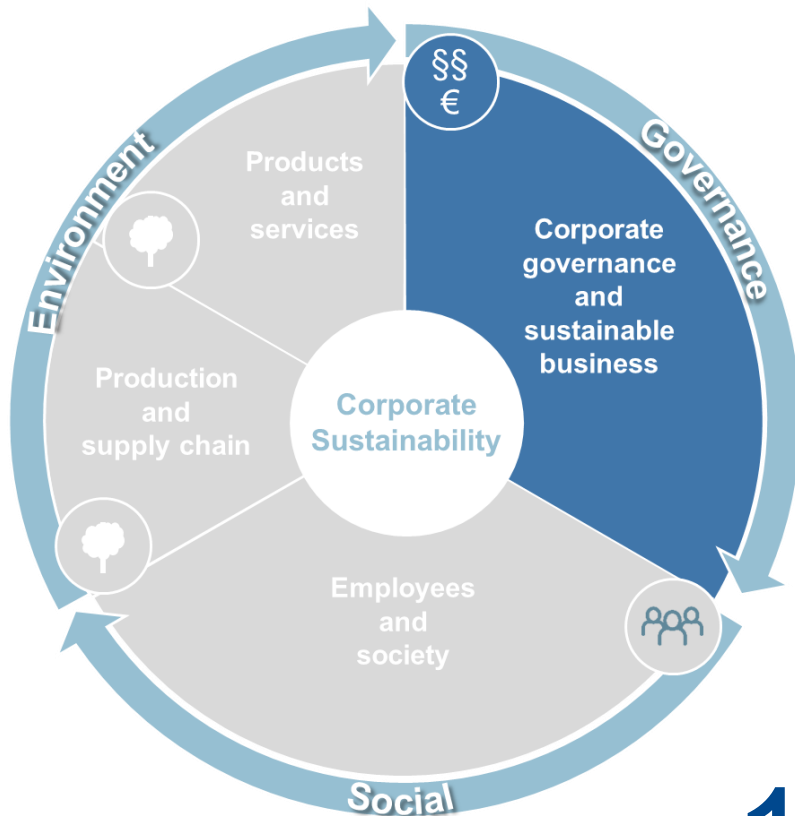 §§
€
Governance
Corporate
governance
and
sustainable
business
Products
and
services
Environment
Production
and
supply chain
Corporate
Sustainability
Employees
and
society
Social
1